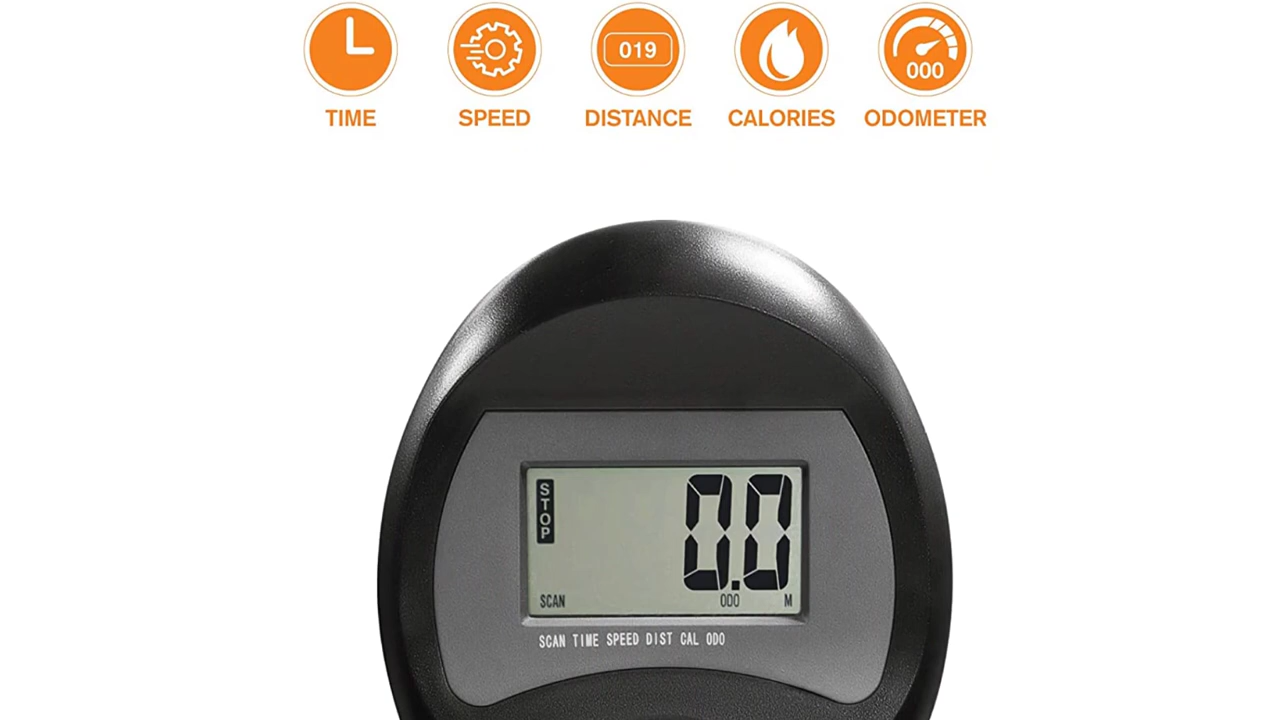 019
000
TIME SPEED DISTANCE CALORIES ODOMETER
STOP
0.0
SCAN ODO M
SCAN TIME SPEED DIST CAL ODO